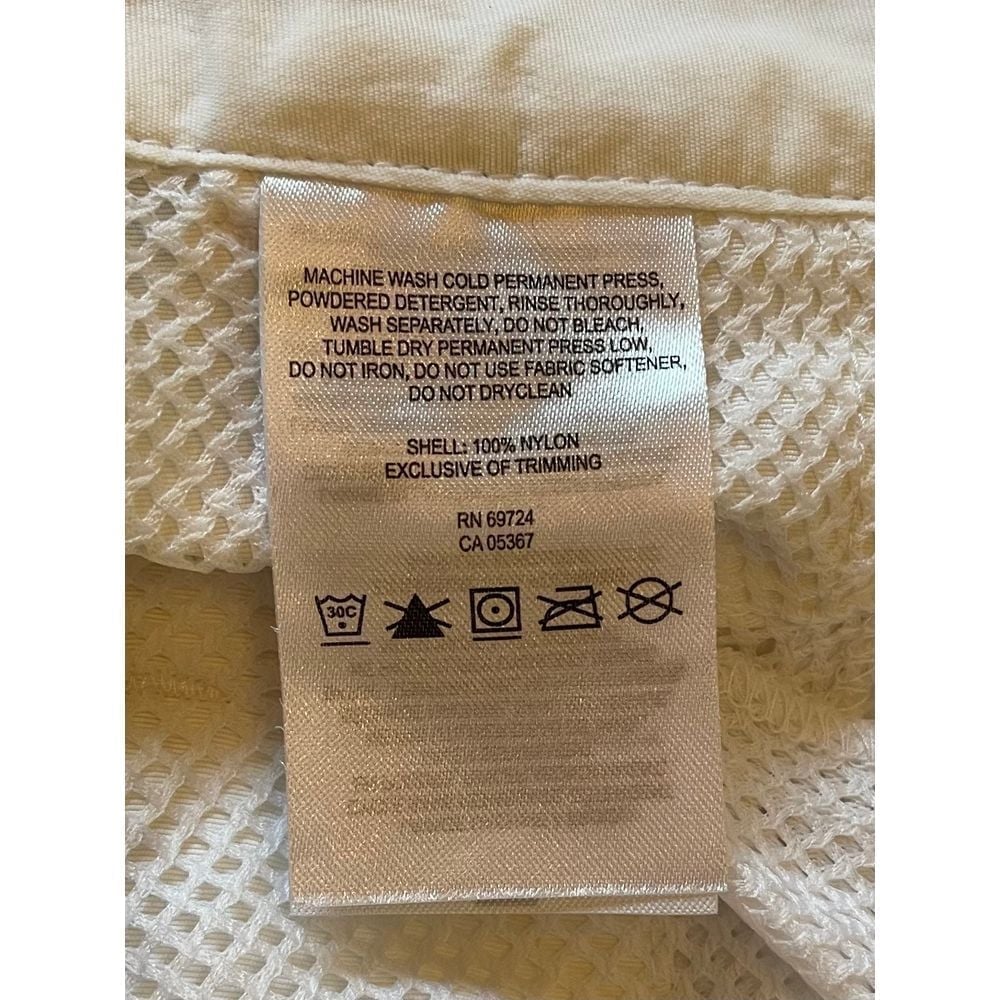 MACHINE WASH COLD PERMANENT PRESS,
POWDERED DETERGENT, RINSE THOROUGHLY,
WASH SEPARATELY, DO NOT BLEACH,
TUMBLE DRY PERMANENT PRESS LOW,
DO NOT IRON, DO NOT USE FABRIC SOFTENER,
DO NOT DRYCLEAN
SHELL: 100% NYLON
EXCLUSIVE OF TRIMMING
RN 69724
CA 05367
30C